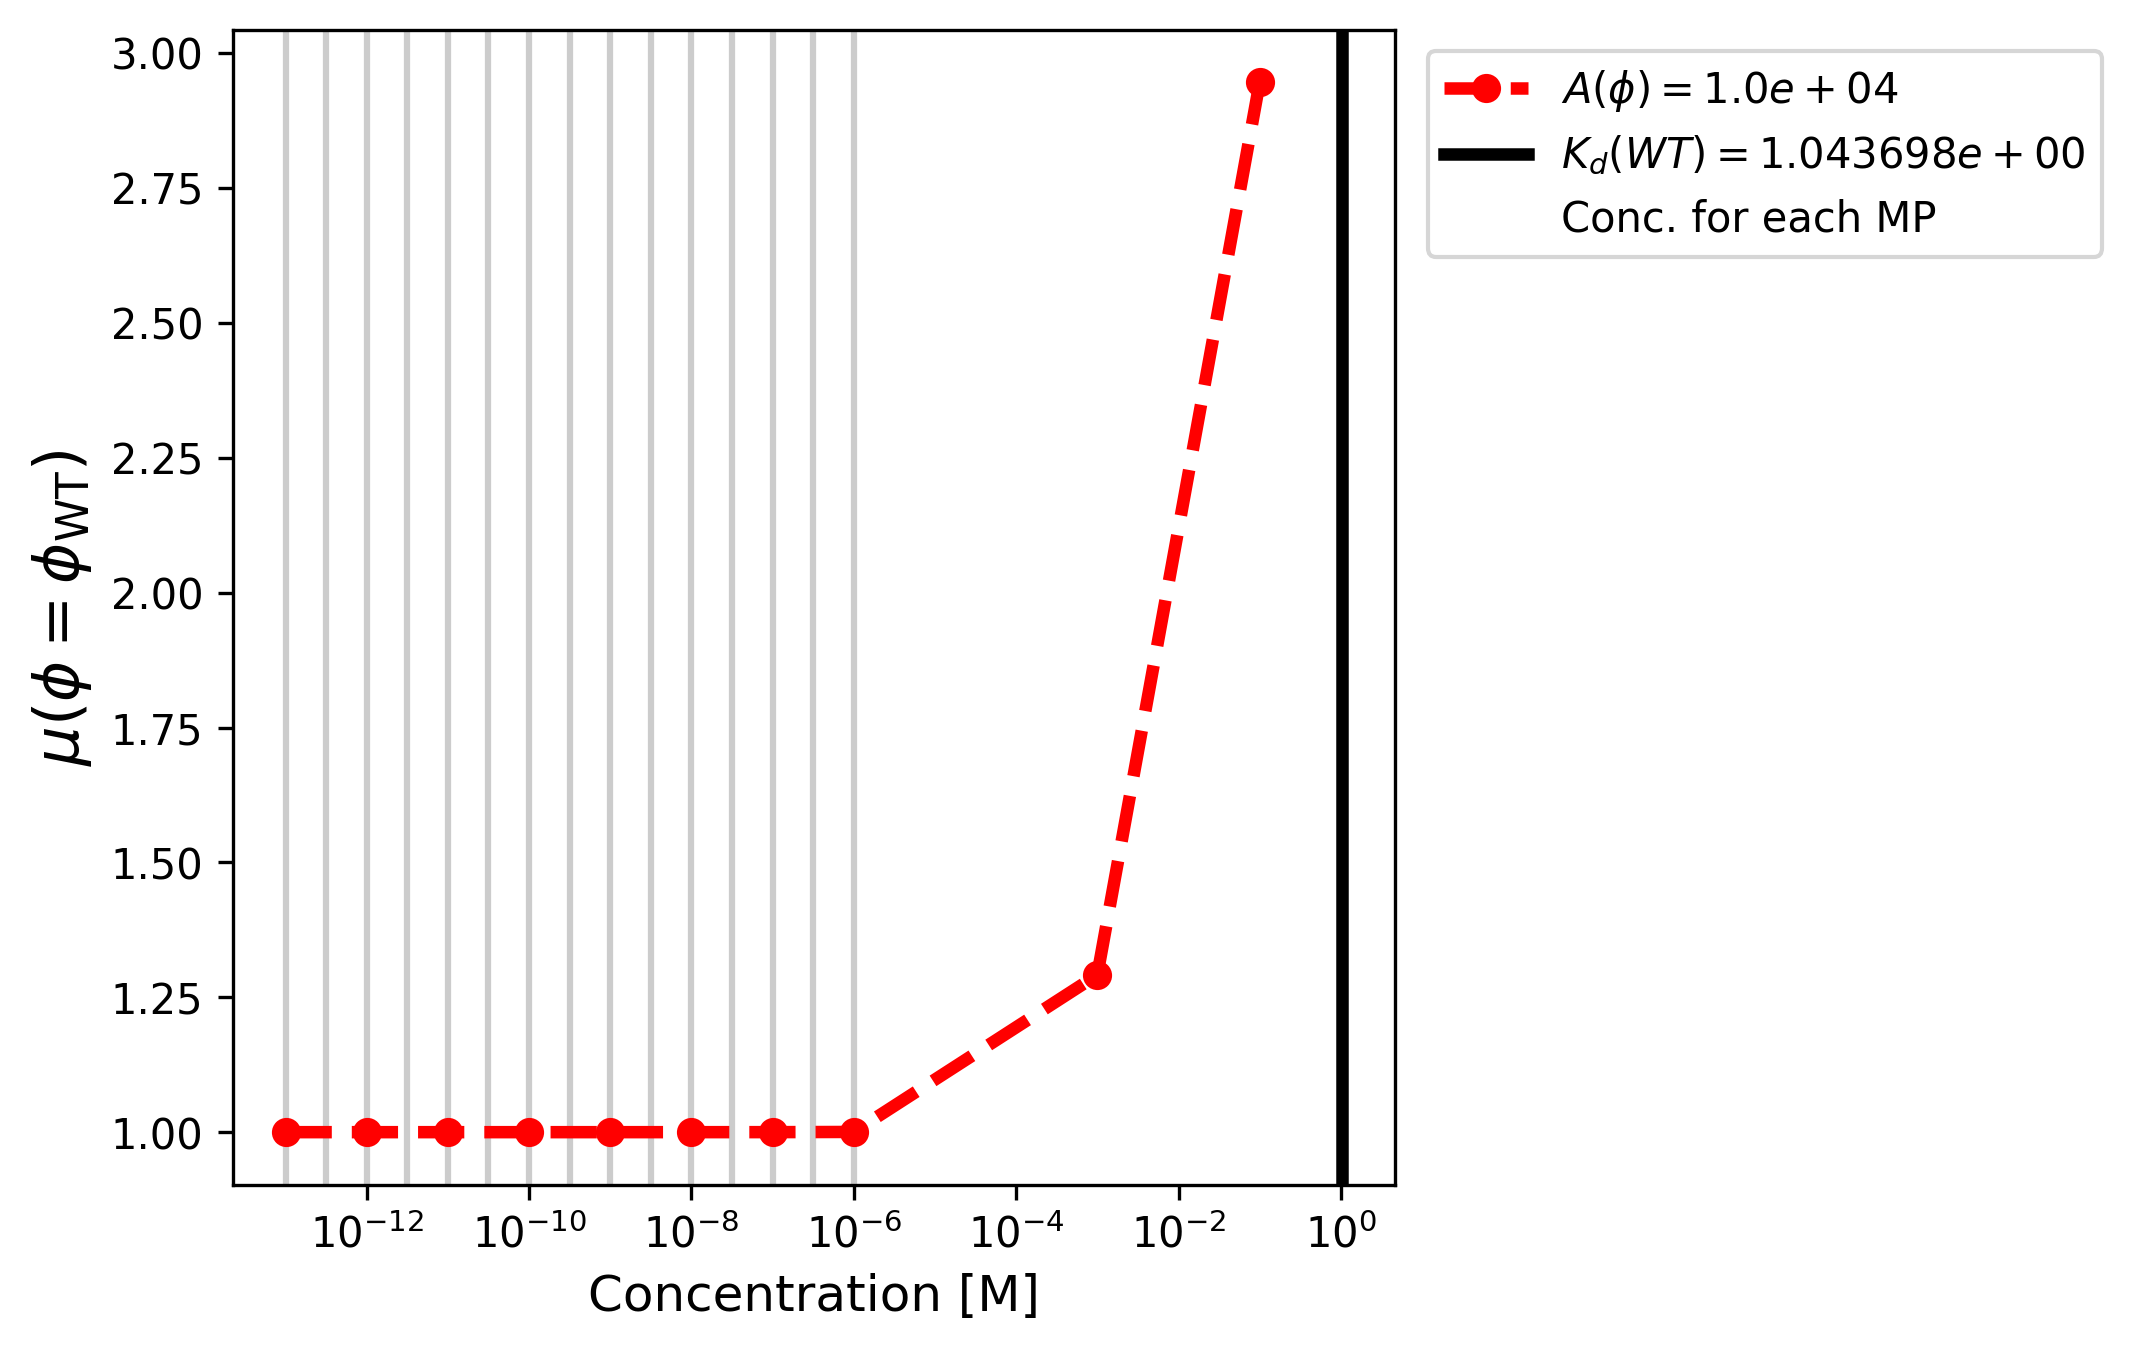 3.00
2.75
2.50
2.25
2.00
1.75
1.50
1.25
1.00
μ(ϕ = ϕ_WT)
10⁻¹² 10⁻¹⁰ 10⁻⁸ 10⁻⁶ 10⁻⁴ 10⁻² 10⁰
Concentration [M]
A(ϕ) = 1.0e + 04
K_d(WT) = 1.043698e + 00
Conc. for each MP